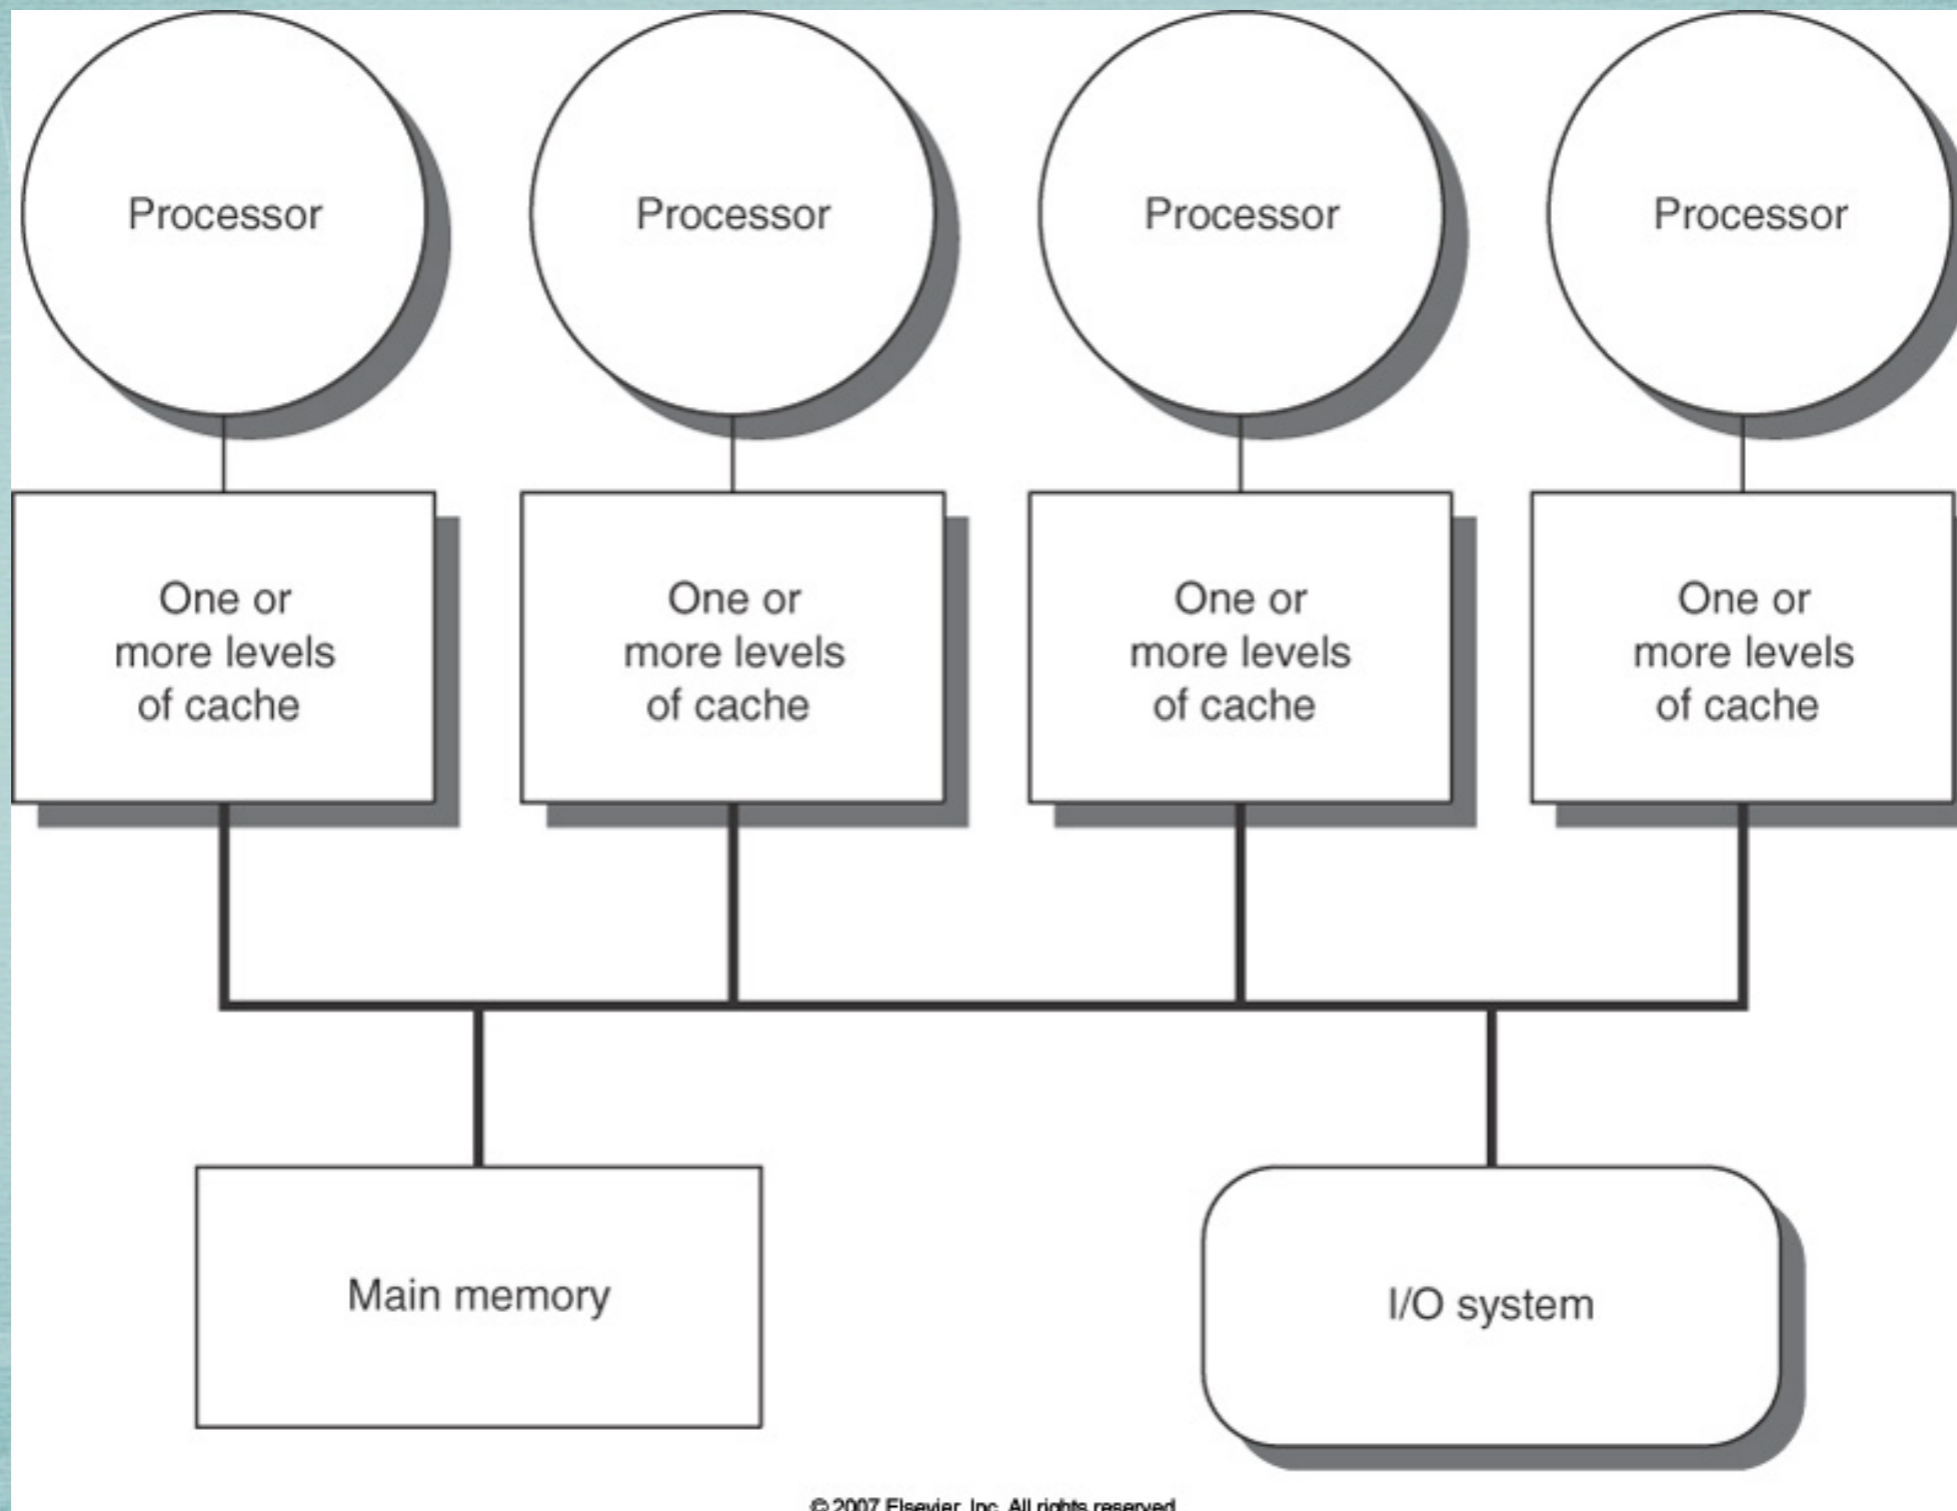 Processor
Processor
Processor
Processor
One or
more levels
of cache
One or
more levels
of cache
One or
more levels
of cache
One or
more levels
of cache
Main memory
I/O system
© 2007 Elsevier, Inc. All rights reserved.